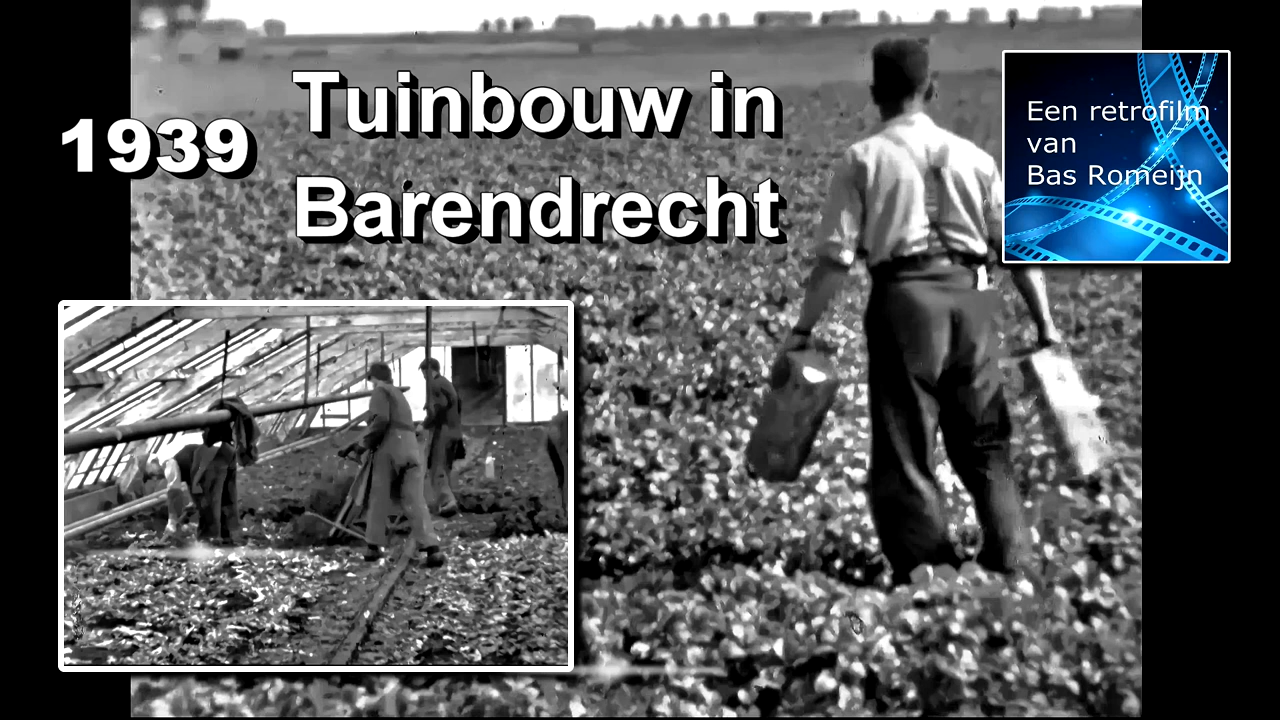 1939
Tuinbouw in
Barendrecht
Een retrofilm
van
Bas Romeijn